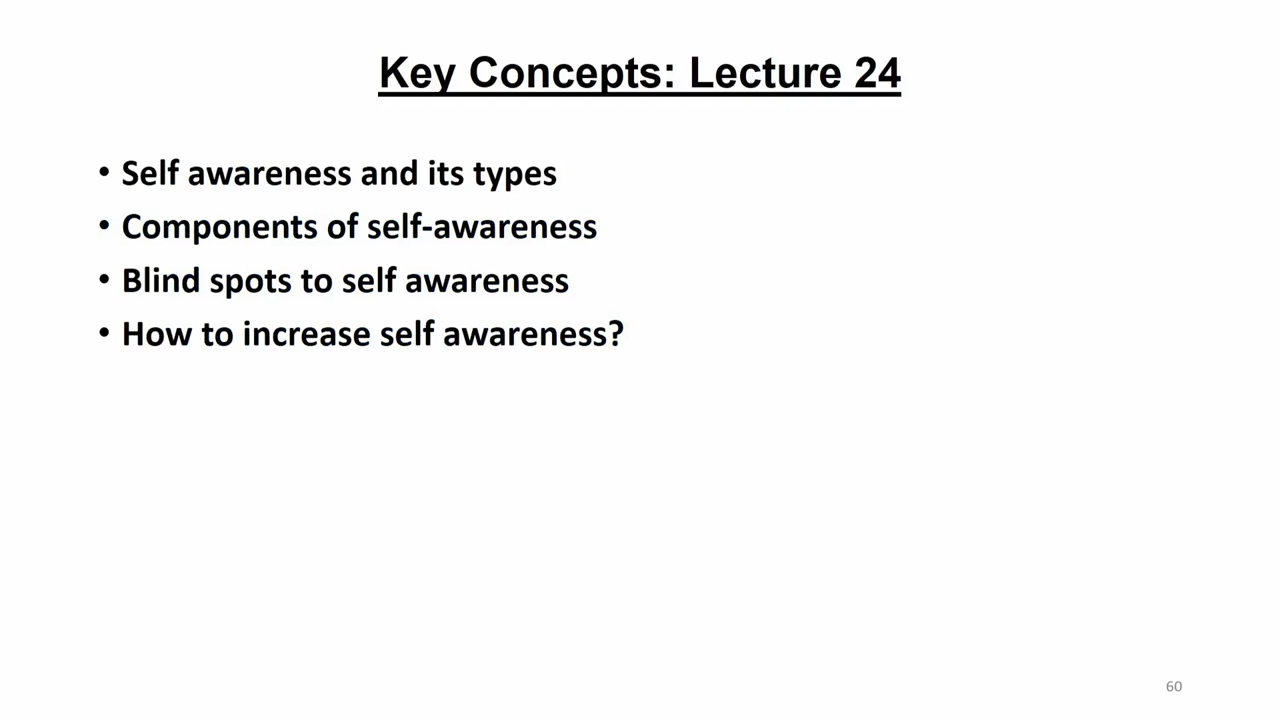 Key Concepts: Lecture 24
• Self awareness and its types
• Components of self-awareness
• Blind spots to self awareness
• How to increase self awareness?
60